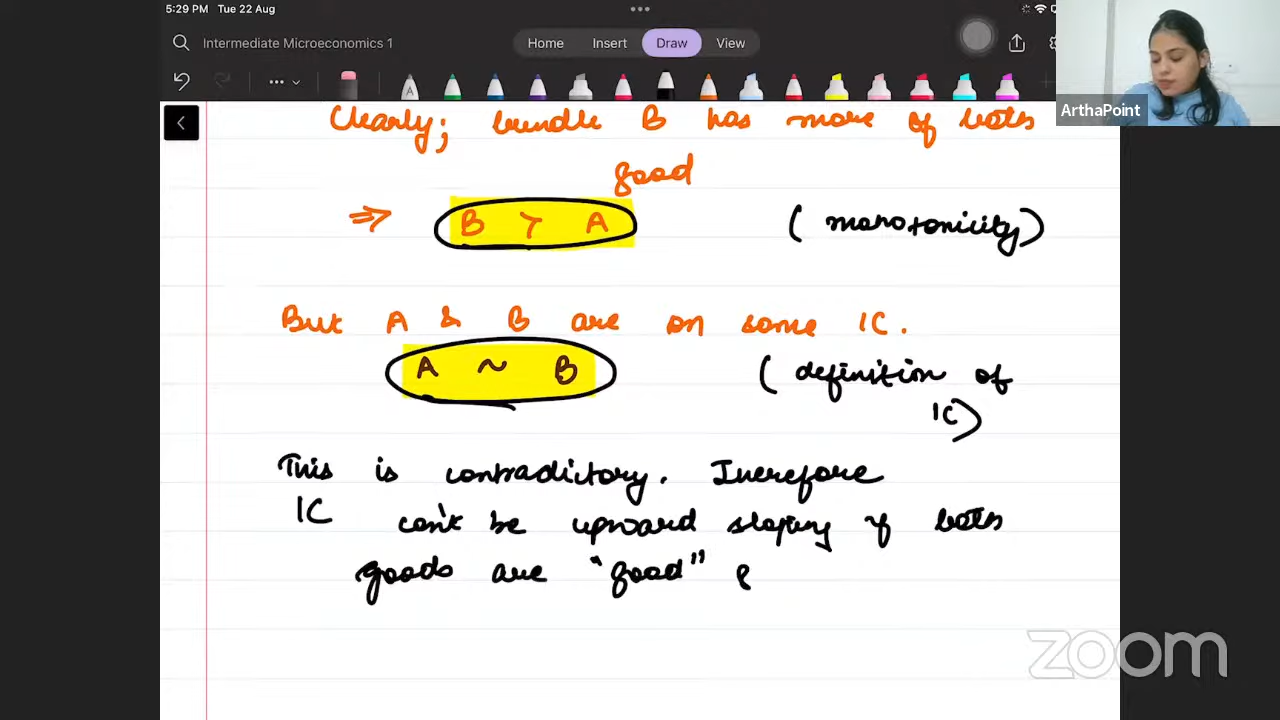 5:29 PM Tue 22 Aug
Intermediate Microeconomics 1
Home Insert Draw View
ArthaPoint
Clearly; bundle B has more of both
good
⇒ B ≻ A (monotonicity)
But A & B are on same IC.
A ~ B (definition of
IC)
This is contradictory. Therefore
IC can't be upward sloping if both
goods are "good"
zoom